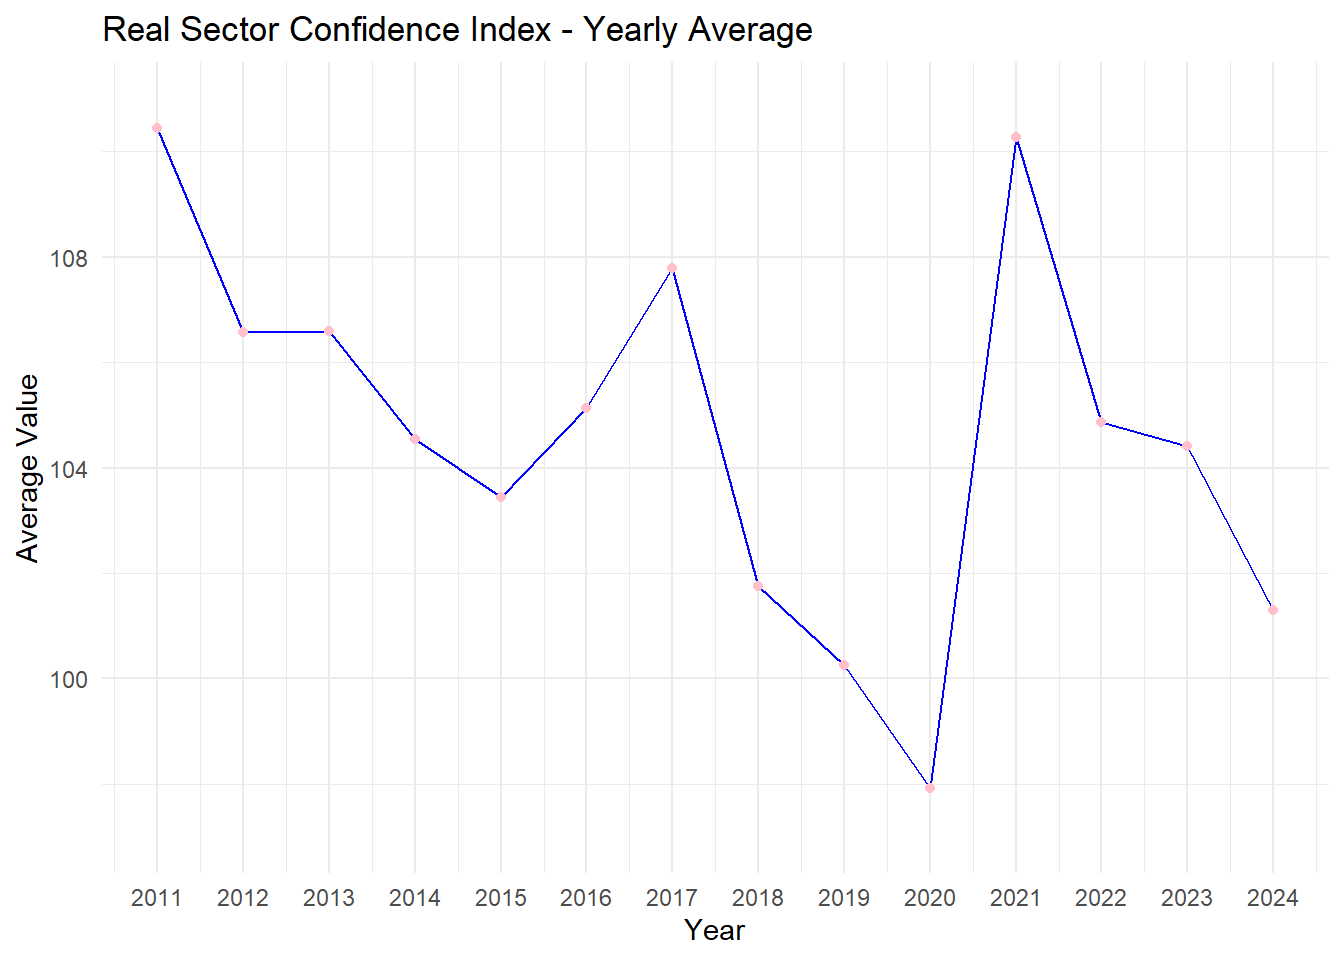 Real Sector Confidence Index - Yearly Average
108
104
100
Average Value
2011 2012 2013 2014 2015 2016 2017 2018 2019 2020 2021 2022 2023 2024
Year